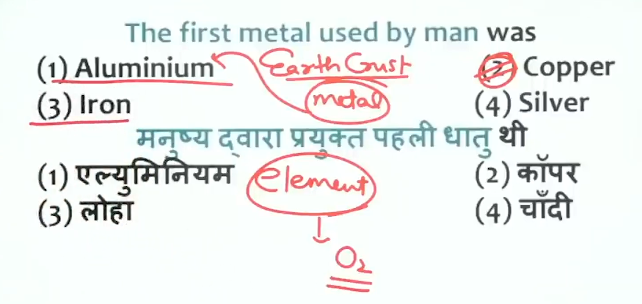 The first metal used by man was
(1) Aluminium Earth Crust (2) Copper
(3) Iron metal (4) Silver
मनुष्य द्वारा प्रयुक्त पहली धातु थी
(1) एल्युमिनियम element (2) कॉपर
(3) लोहा (4) चाँदी
O₂